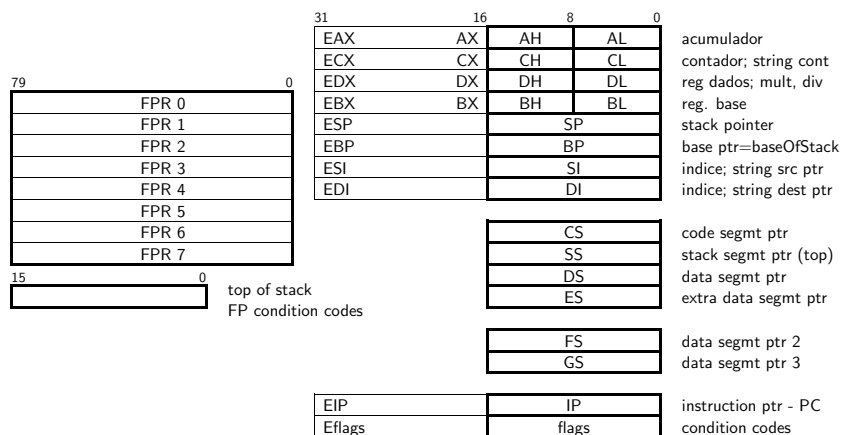 31 16 8 0
EAX AX AH AL acumulador
ECX CX CH CL contador; string cont
EDX DX DH DL reg dados; mult, div
EBX BX BH BL reg. base
ESP SP stack pointer
EBP BP base ptr=baseOfStack
ESI SI indice; string src ptr
EDI DI indice; string dest ptr
79 0
FPR 0
FPR 1
FPR 2
FPR 3
FPR 4
FPR 5
FPR 6
FPR 7
15 0
top of stack
FP condition codes
CS code segmt ptr
SS stack segmt ptr (top)
DS data segmt ptr
ES extra data segmt ptr
FS data segmt ptr 2
GS data segmt ptr 3
EIP IP instruction ptr - PC
Eflags flags condition codes